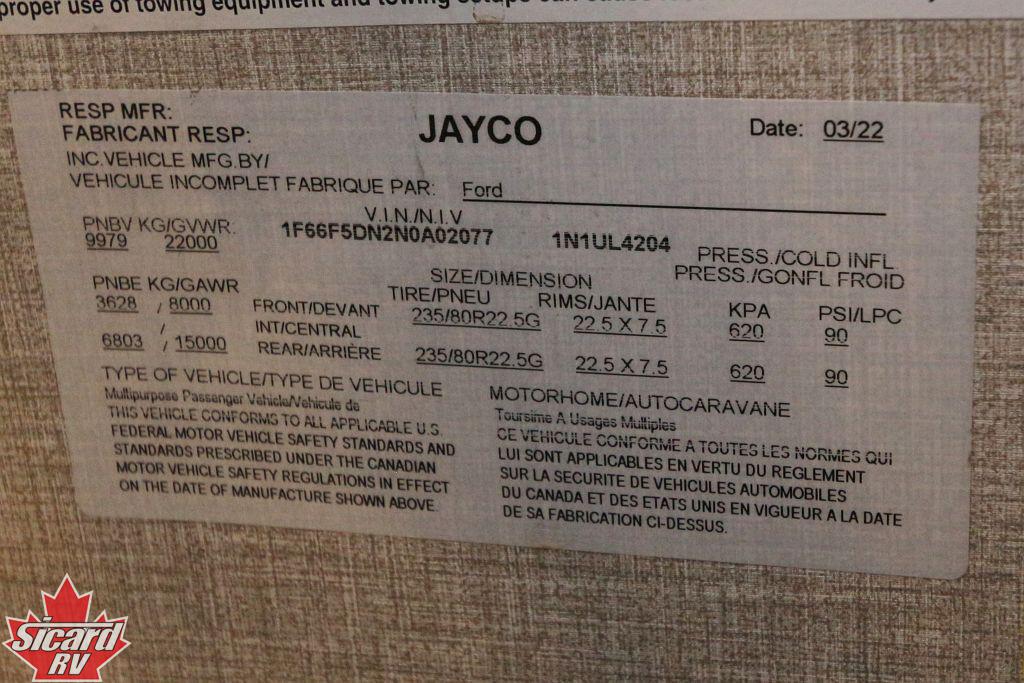 proper use of towing equipment and towing setups can cause
RESP MFR:
FABRICANT RESP:
JAYCO
Date: 03/22
INC.VEHICLE MFG.BY/
VEHICULE INCOMPLET FABRIQUE PAR: Ford
PNBV KG/GVWR:
9979 22000
V.I.N./N.I.V
1F66F5DN2N0A02077 1N1UL4204
PRESS./COLD INFL
PRESS./GONFL FROID
PNBE KG/GAWR
SIZE/DIMENSION
TIRE/PNEU RIMS/JANTE KPA PSI/LPC
3628 / 8000 FRONT/DEVANT 235/80R22.5G 22.5 X 7.5 620 90
/ INT/CENTRAL
6803 / 15000 REAR/ARRIÈRE 235/80R22.5G 22.5 X 7.5 620 90
TYPE OF VEHICLE/TYPE DE VEHICULE MOTORHOME/AUTOCARAVANE
Multipurpose Passenger Vehicle/Vehicule de
THIS VEHICLE CONFORMS TO ALL APPLICABLE U.S.
FEDERAL MOTOR VEHICLE SAFETY STANDARDS AND
STANDARDS PRESCRIBED UNDER THE CANADIAN
MOTOR VEHICLE SAFETY REGULATIONS IN EFFECT
ON THE DATE OF MANUFACTURE SHOWN ABOVE.
Toursime A Usages Multiples
CE VEHICULE CONFORME A TOUTES LES NORMES QUI
LUI SONT APPLICABLES EN VERTU DU REGLEMENT
SUR LA SECURITE DE VEHICULES AUTOMOBILES
DU CANADA ET DES ETATS UNIS EN VIGUEUR A LA DATE
DE SA FABRICATION CI-DESSUS.
Sicard
RV